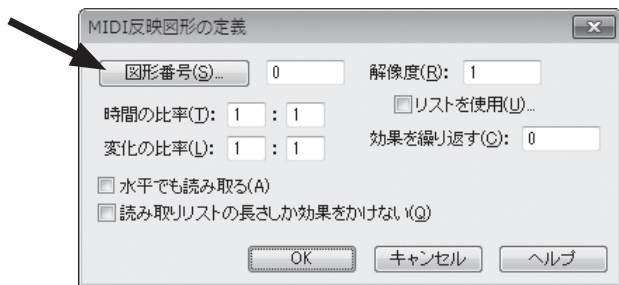 MIDI反映図形の定義
図形番号(S)... 0 解像度(R): 1
リストを使用(U)...
時間の比率(T): 1 : 1
効果を繰り返す(C): 0
変化の比率(L): 1 : 1
水平でも読み取る(A)
読み取りリストの長さしか効果をかけない(Q)
OK キャンセル ヘルプ